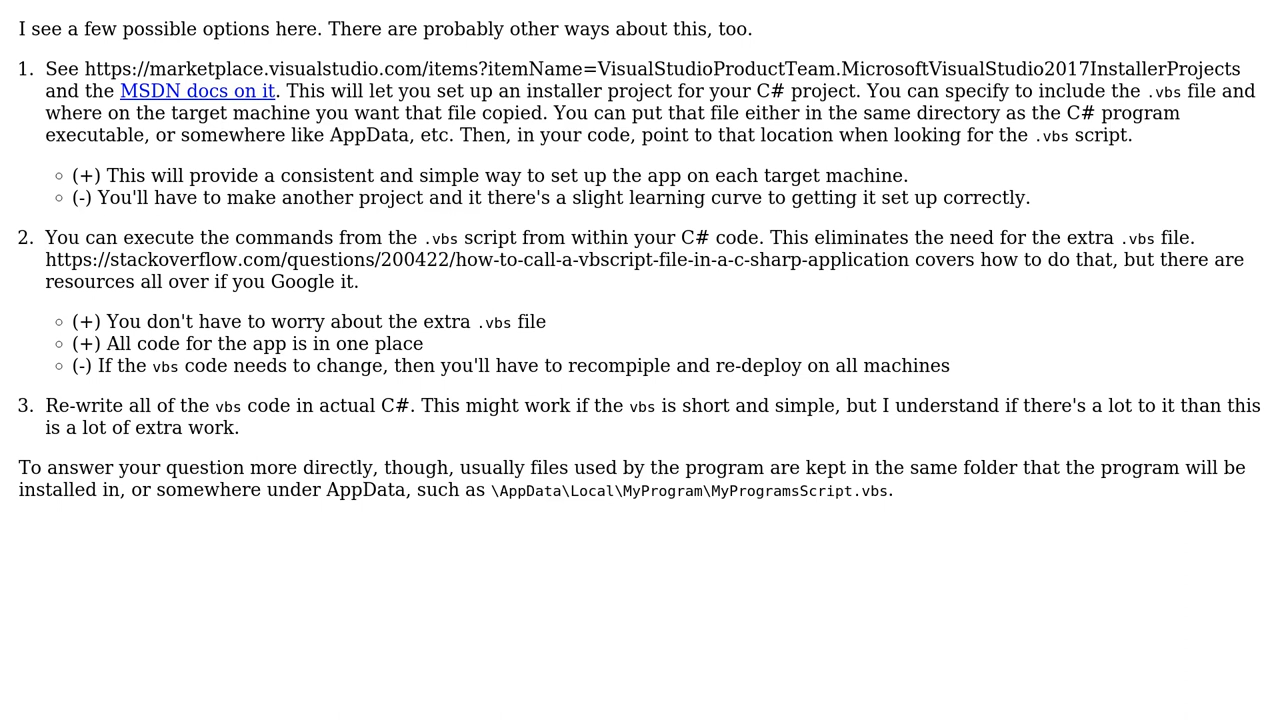 I see a few possible options here. There are probably other ways about this, too.
1. See https://marketplace.visualstudio.com/items?itemName=VisualStudioProductTeam.MicrosoftVisualStudio2017InstallerProjects
and the MSDN docs on it. This will let you set up an installer project for your C# project. You can specify to include the .vbs file and
where on the target machine you want that file copied. You can put that file either in the same directory as the C# program
executable, or somewhere like AppData, etc. Then, in your code, point to that location when looking for the .vbs script.
◦ (+) This will provide a consistent and simple way to set up the app on each target machine.
◦ (-) You'll have to make another project and it there's a slight learning curve to getting it set up correctly.
2. You can execute the commands from the .vbs script from within your C# code. This eliminates the need for the extra .vbs file.
https://stackoverflow.com/questions/200422/how-to-call-a-vbscript-file-in-a-c-sharp-application covers how to do that, but there are
resources all over if you Google it.
◦ (+) You don't have to worry about the extra .vbs file
◦ (+) All code for the app is in one place
◦ (-) If the vbs code needs to change, then you'll have to recompiple and re-deploy on all machines
3. Re-write all of the vbs code in actual C#. This might work if the vbs is short and simple, but I understand if there's a lot to it than this
is a lot of extra work.
To answer your question more directly, though, usually files used by the program are kept in the same folder that the program will be
installed in, or somewhere under AppData, such as \AppData\Local\MyProgram\MyProgramsScript.vbs.